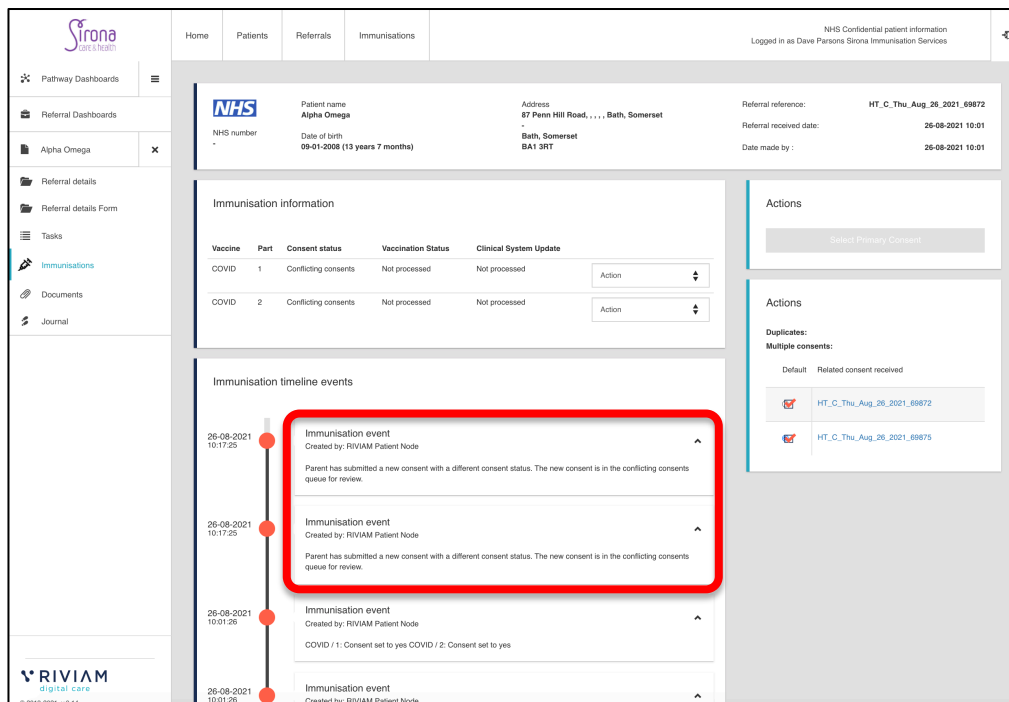 Sirona
care & health
Home Patients Referrals Immunisations
NHS Confidential patient information
Logged in as Dave Parsons Sirona Immunisation Services
Pathway Dashboards
Referral Dashboards
Alpha Omega
Referral details
Referral details Form
Tasks
Immunisations
Documents
Journal
NHS
NHS number
-
Patient name
Alpha Omega
Date of birth
09-01-2008 (13 years 7 months)
Address
87 Penn Hill Road, , , , , Bath, Somerset
-
Bath, Somerset
BA1 3RT
Referral reference: HT_C_Thu_Aug_26_2021_69872
Referral received date: 26-08-2021 10:01
Date made by : 26-08-2021 10:01
Immunisation information
Vaccine Part Consent status Vaccination Status Clinical System Update
COVID 1 Conflicting consents Not processed Not processed Action
COVID 2 Conflicting consents Not processed Not processed Action
Actions
Select Primary Consent
Actions
Duplicates:
Multiple consents:
Default Related consent received
HT_C_Thu_Aug_26_2021_69872
HT_C_Thu_Aug_26_2021_69875
Immunisation timeline events
26-08-2021
10:17:25
Immunisation event
Created by: RIVIAM Patient Node
Parent has submitted a new consent with a different consent status. The new consent is in the conflicting consents
queue for review.
26-08-2021
10:17:25
Immunisation event
Created by: RIVIAM Patient Node
Parent has submitted a new consent with a different consent status. The new consent is in the conflicting consents
queue for review.
26-08-2021
10:01:26
Immunisation event
Created by: RIVIAM Patient Node
COVID / 1: Consent set to yes COVID / 2: Consent set to yes
26-08-2021
10:01:26
Immunisation event
Created by: RIVIAM Patient Node
RIVIAM
digital care